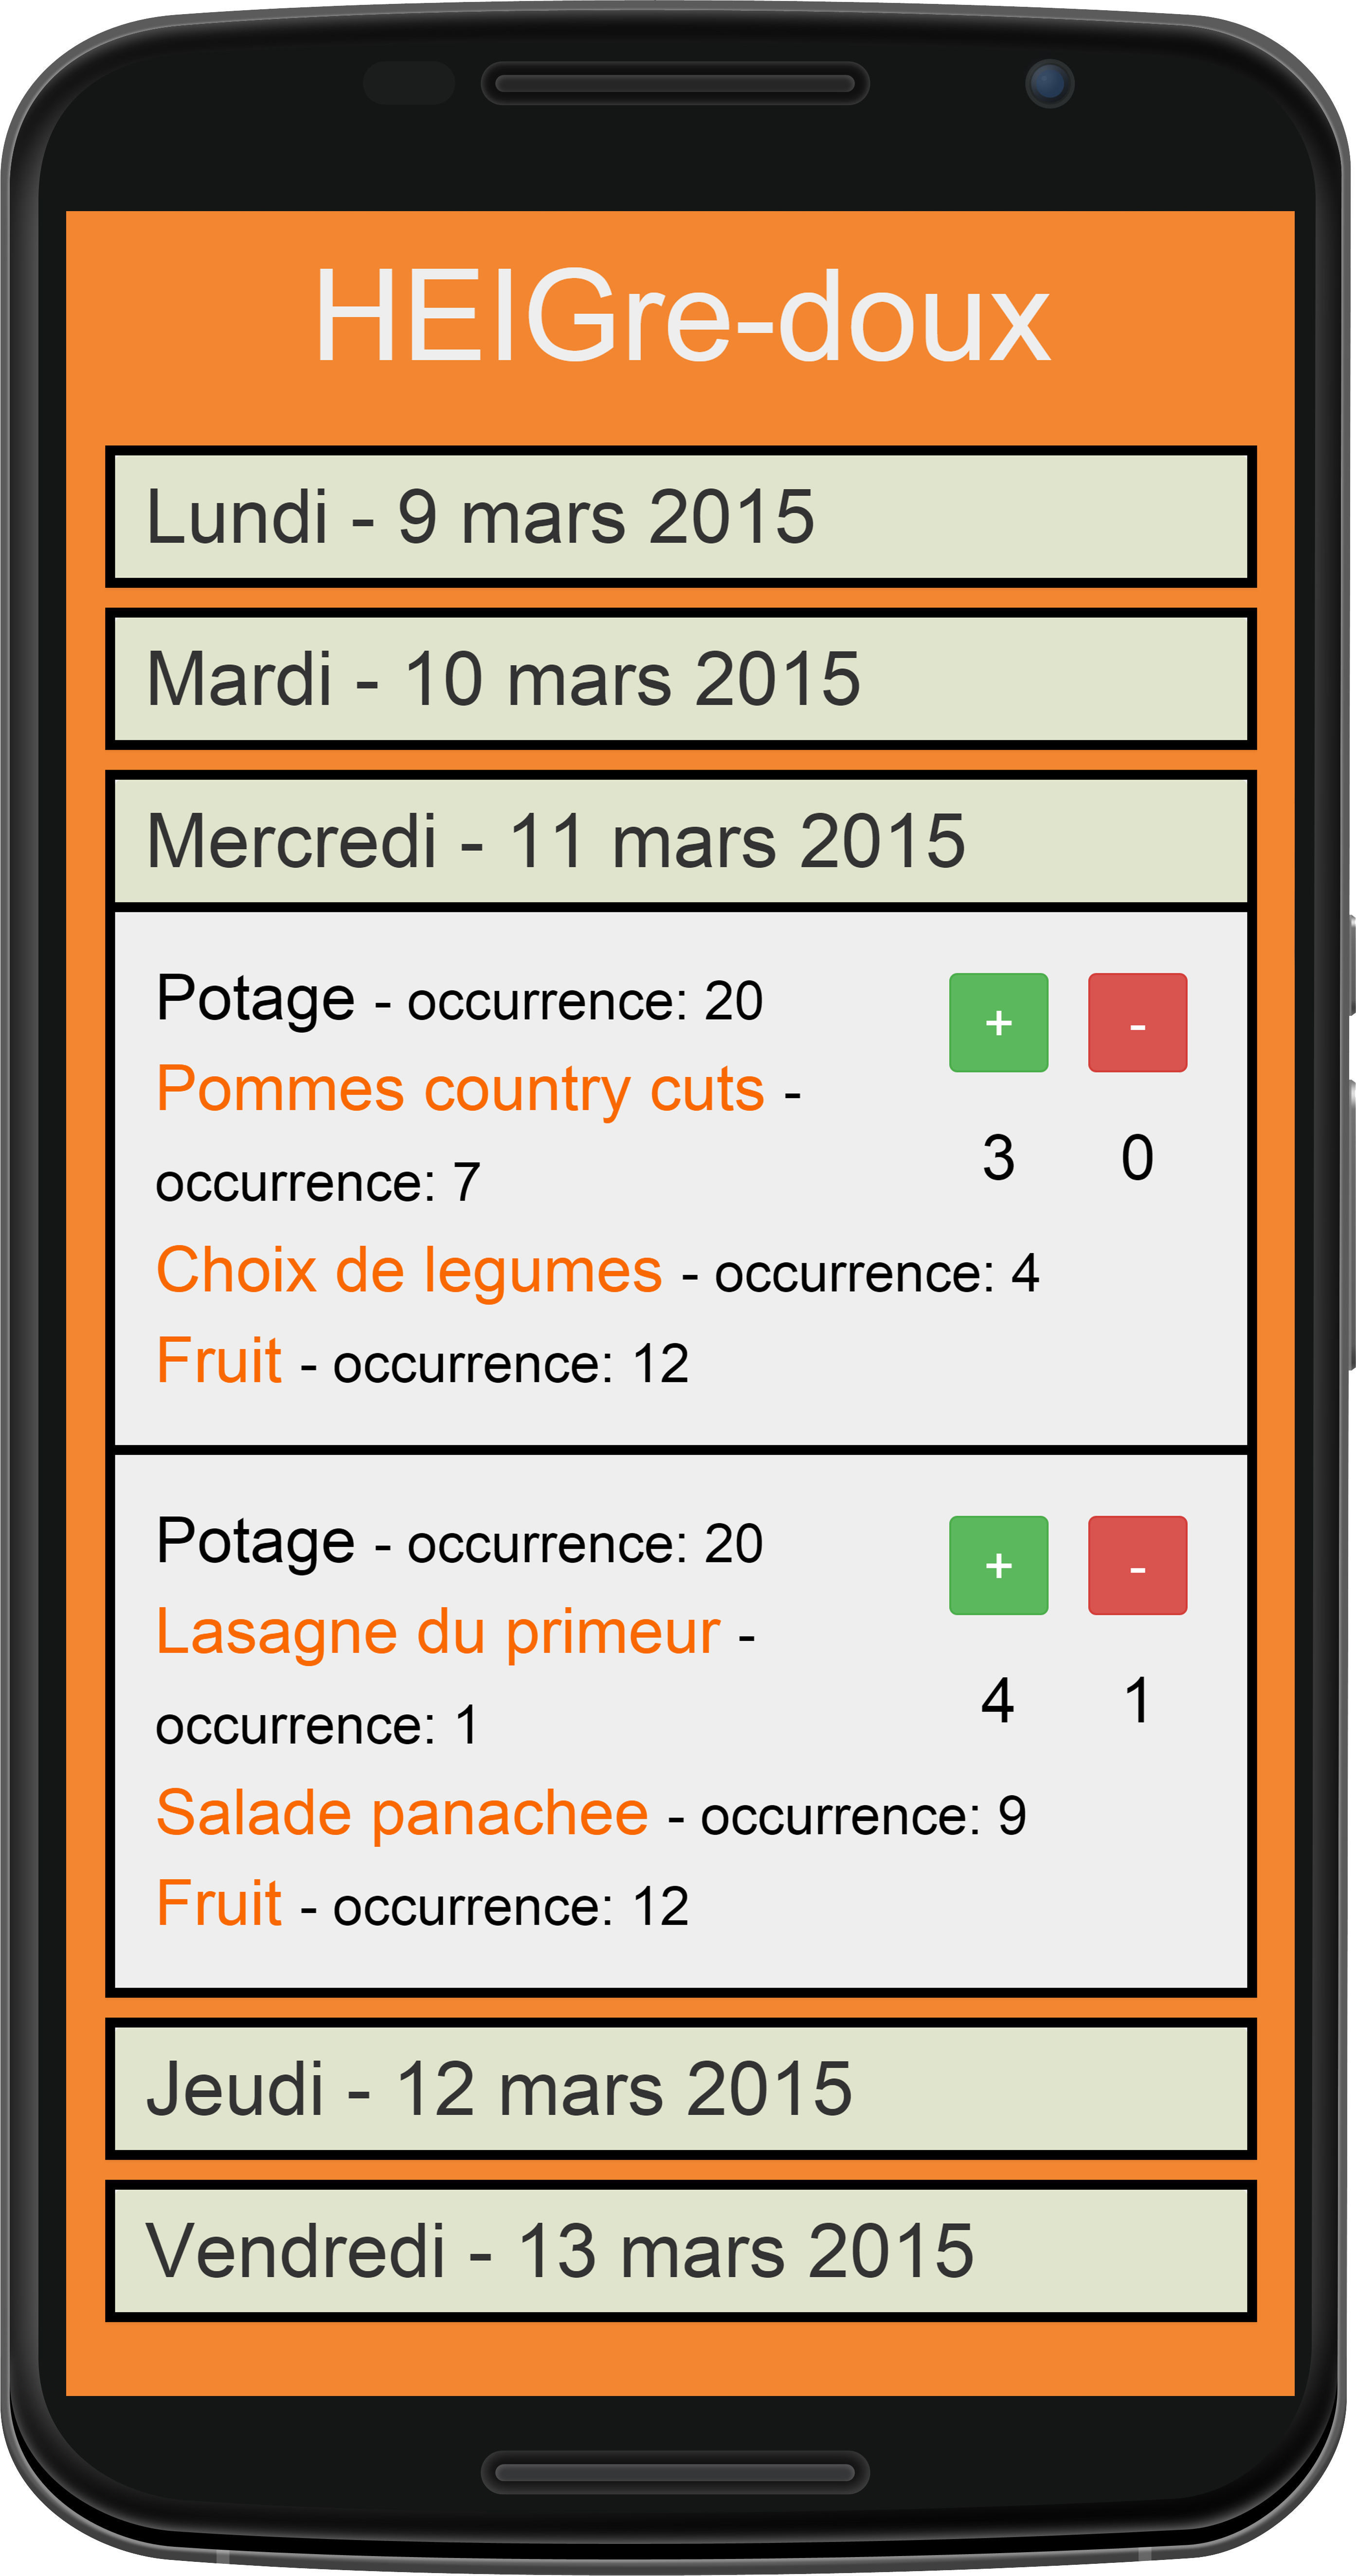 HEIGre-doux
Lundi - 9 mars 2015
Mardi - 10 mars 2015
Mercredi - 11 mars 2015
Potage - occurrence: 20
+ -
Pommes country cuts -
3 0
occurrence: 7
Choix de legumes - occurrence: 4
Fruit - occurrence: 12
Potage - occurrence: 20
+ -
Lasagne du primeur -
4 1
occurrence: 1
Salade panachee - occurrence: 9
Fruit - occurrence: 12
Jeudi - 12 mars 2015
Vendredi - 13 mars 2015